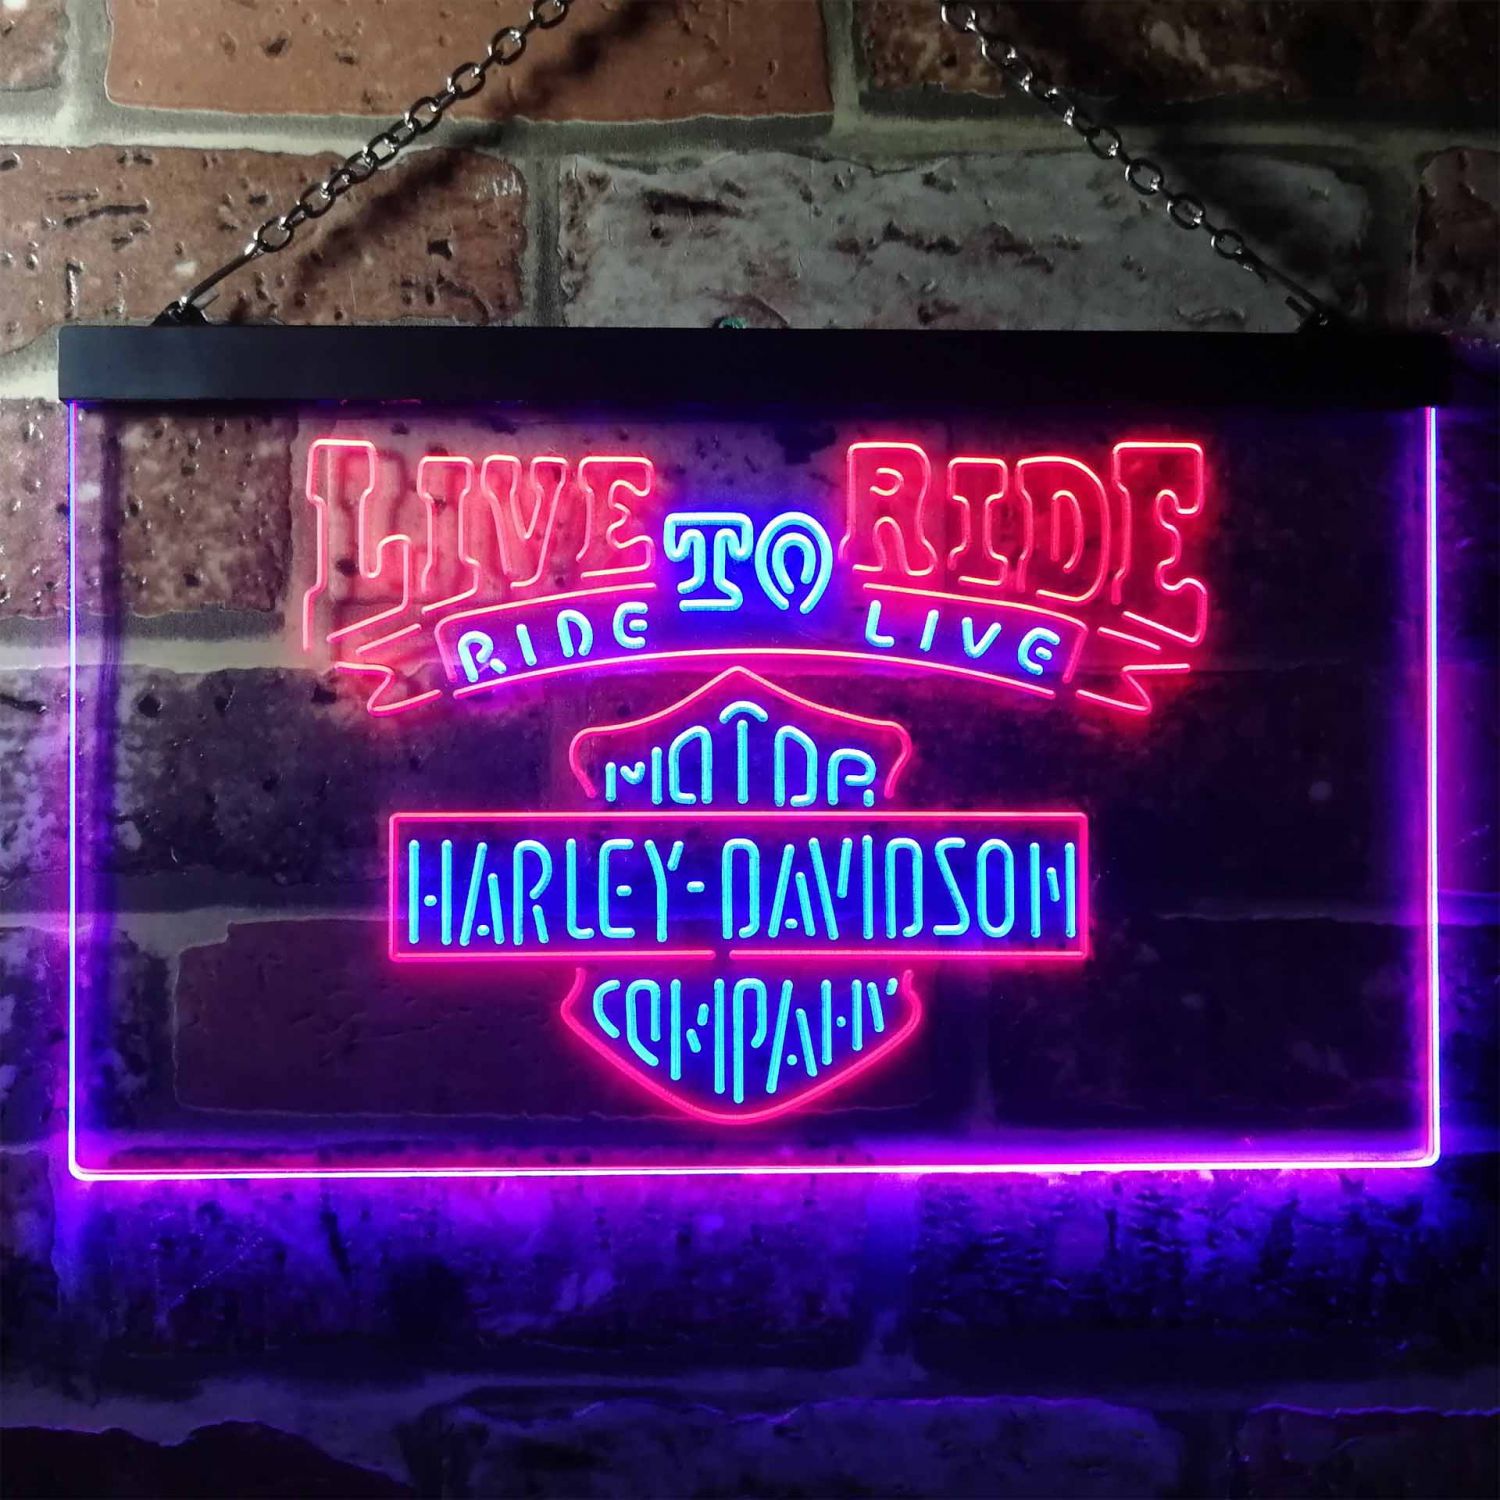 LIVE TO RIDE
RIDE LIVE
MOTOR
HARLEY-DAVIDSON
COMPANY